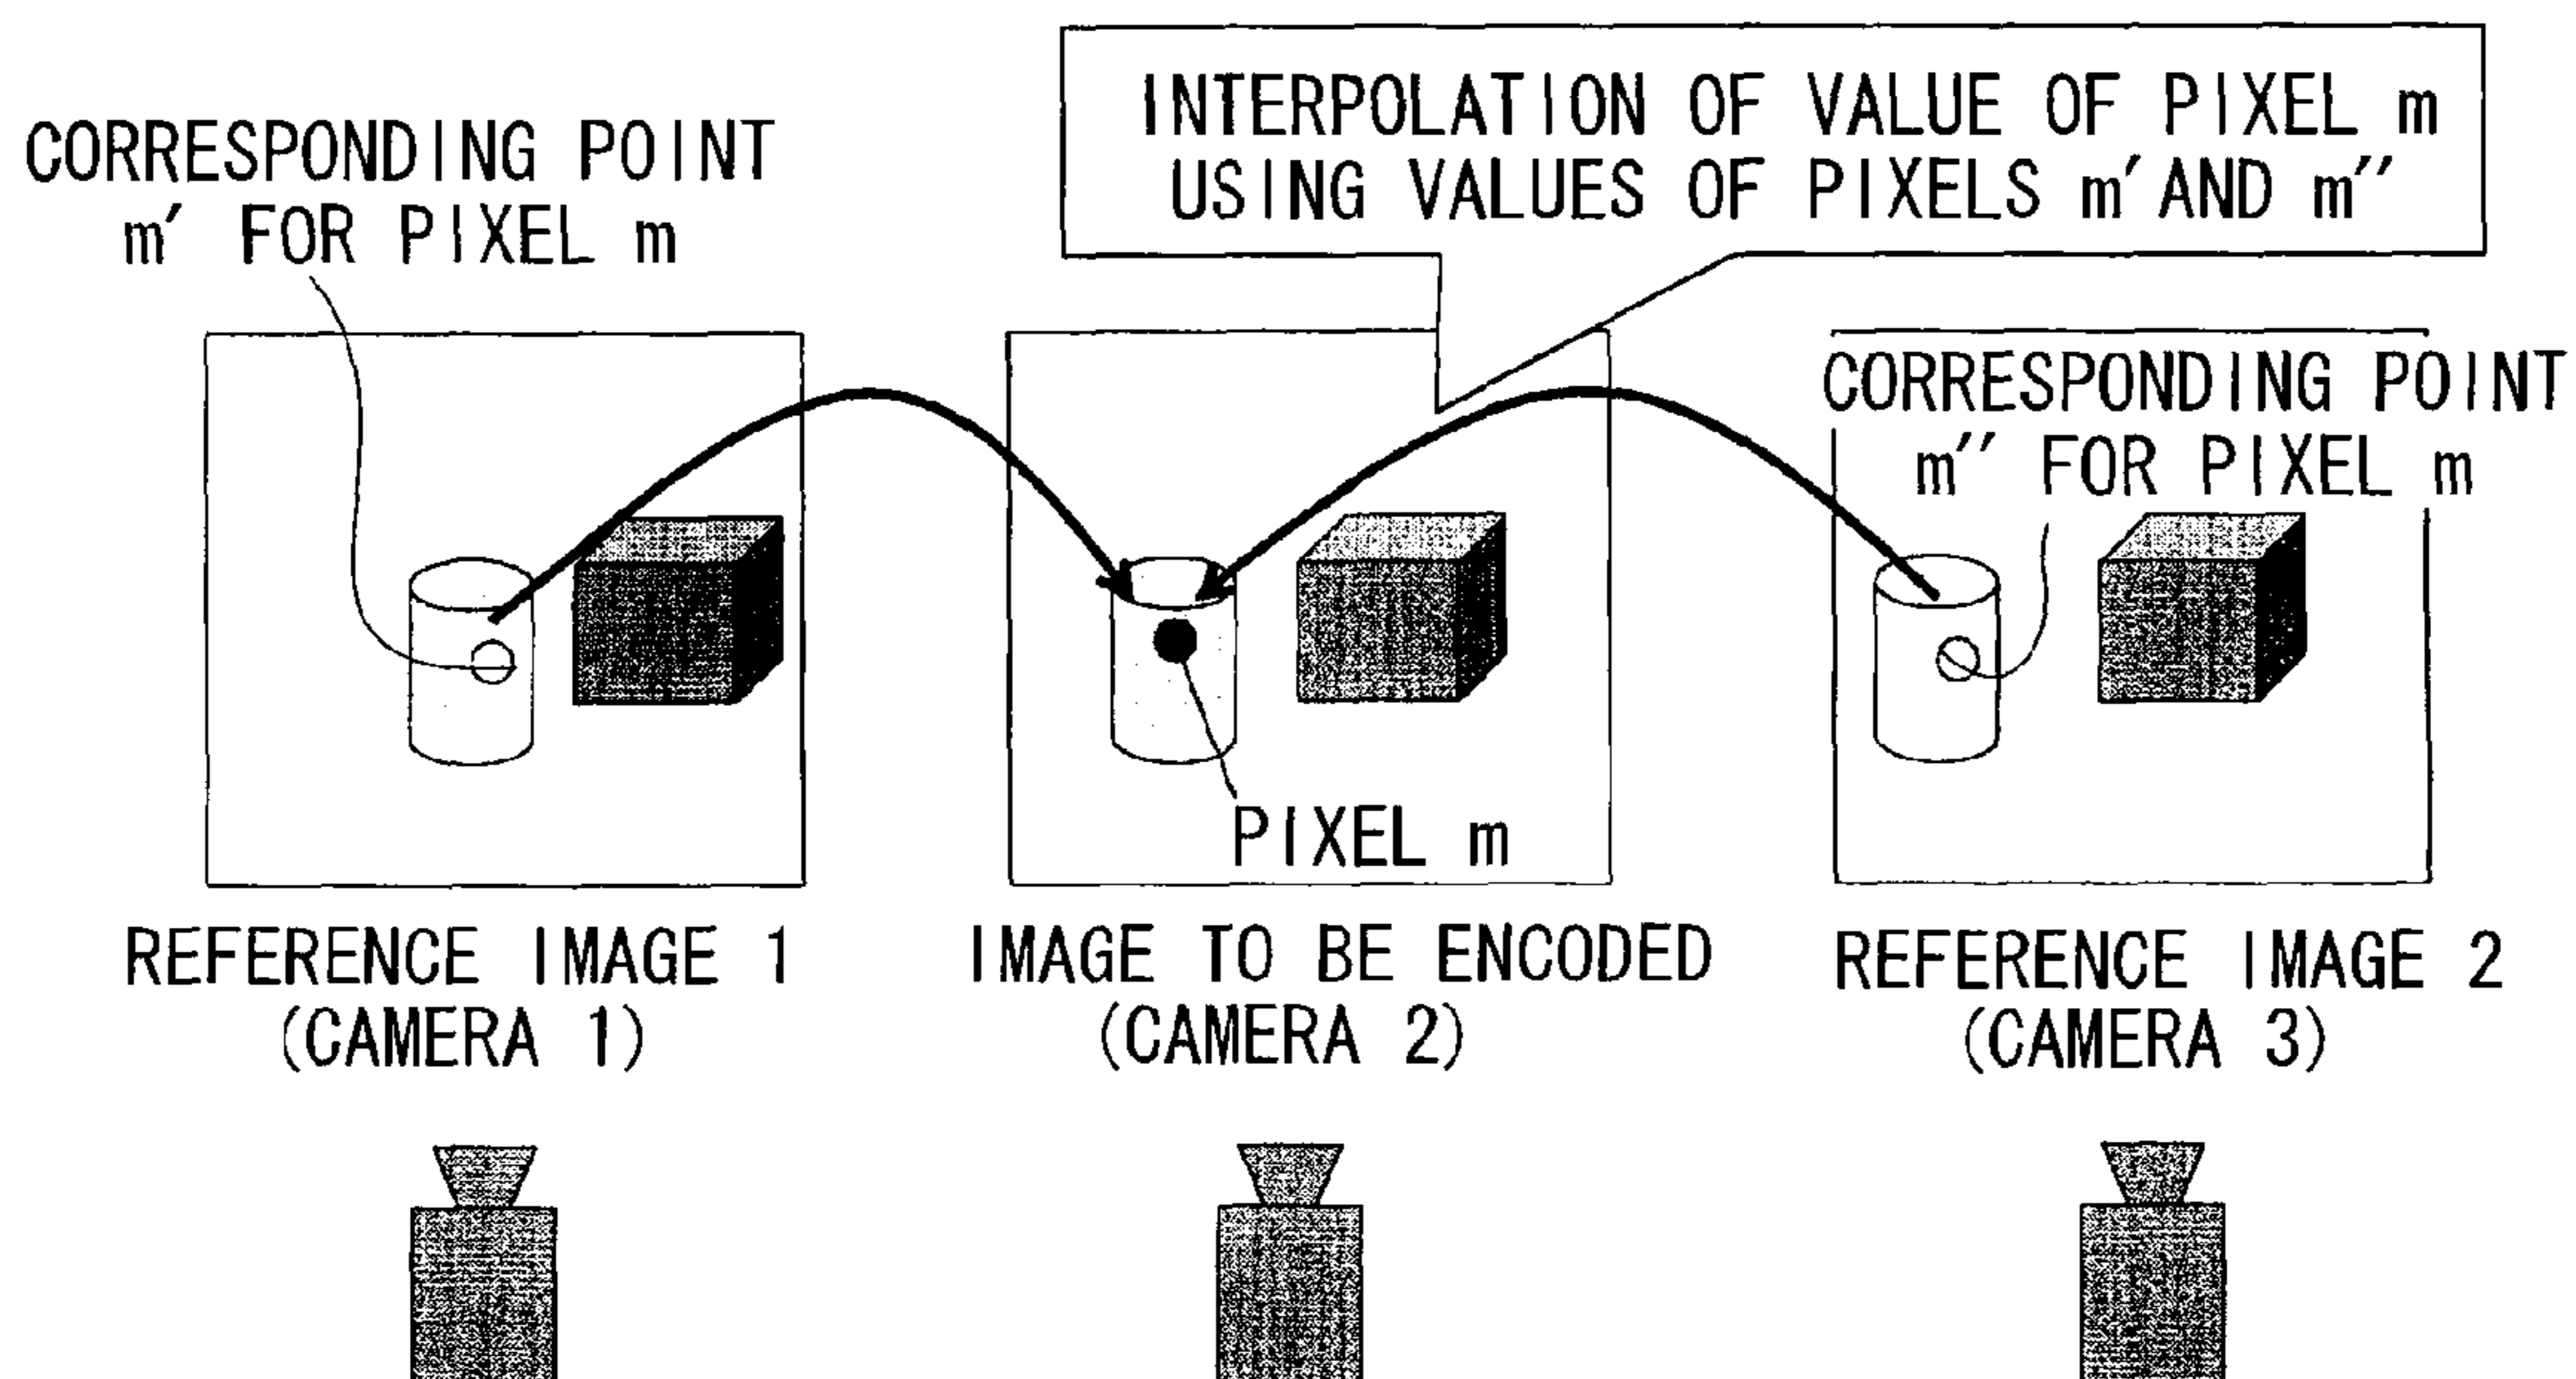 INTERPOLATION OF VALUE OF PIXEL m
USING VALUES OF PIXELS m′ AND m″
CORRESPONDING POINT
m′ FOR PIXEL m
CORRESPONDING POINT
m″ FOR PIXEL m
PIXEL m
REFERENCE IMAGE 1
(CAMERA 1)
IMAGE TO BE ENCODED
(CAMERA 2)
REFERENCE IMAGE 2
(CAMERA 3)